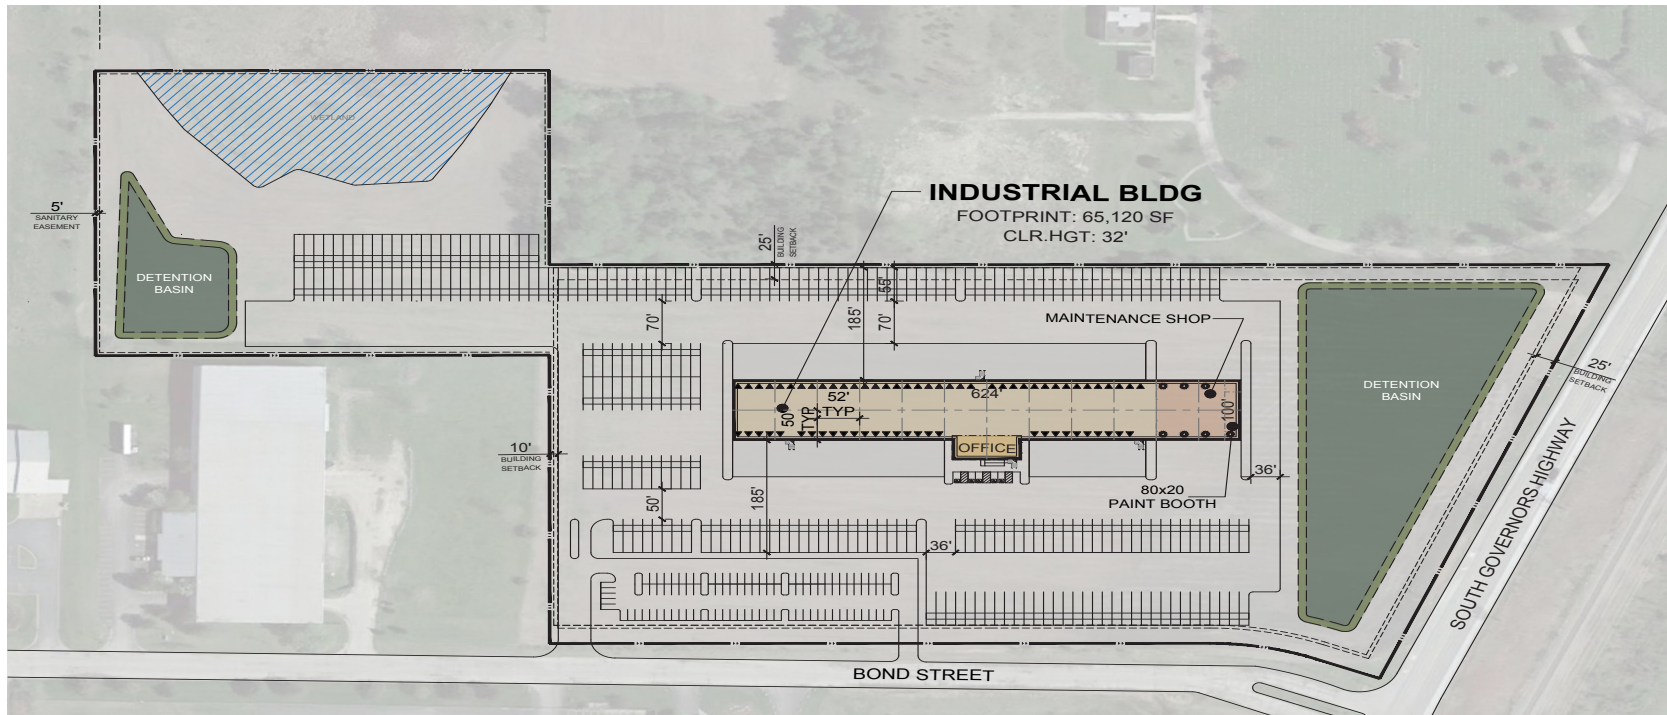 WETLAND
5'
SANITARY
EASEMENT
DETENTION
BASIN
INDUSTRIAL BLDG
FOOTPRINT: 65,120 SF
CLR.HGT: 32'
25'
BUILDING
SETBACK
55'
70'
185'
70'
MAINTENANCE SHOP
DETENTION
BASIN
25'
BUILDING
SETBACK
624'
52'
TYP
50'
TYP
100'
OFFICE
10'
BUILDING
SETBACK
36'
80x20
PAINT BOOTH
50'
185'
36'
SOUTH GOVERNORS HIGHWAY
BOND STREET